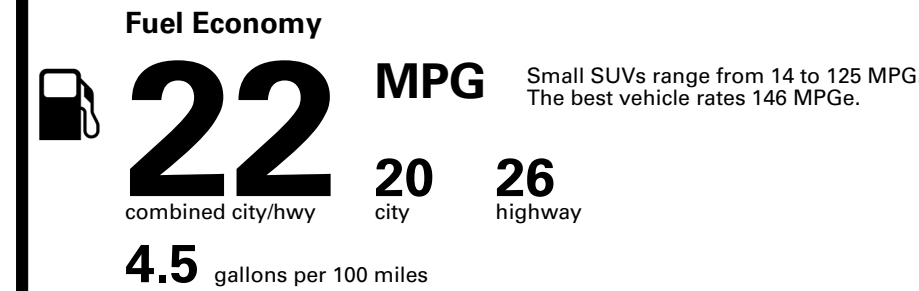 Fuel Economy
22
MPG
Small SUVs range from 14 to 125 MPG
The best vehicle rates 146 MPGe.
combined city/hwy
20
city
26
highway
4.5 gallons per 100 miles